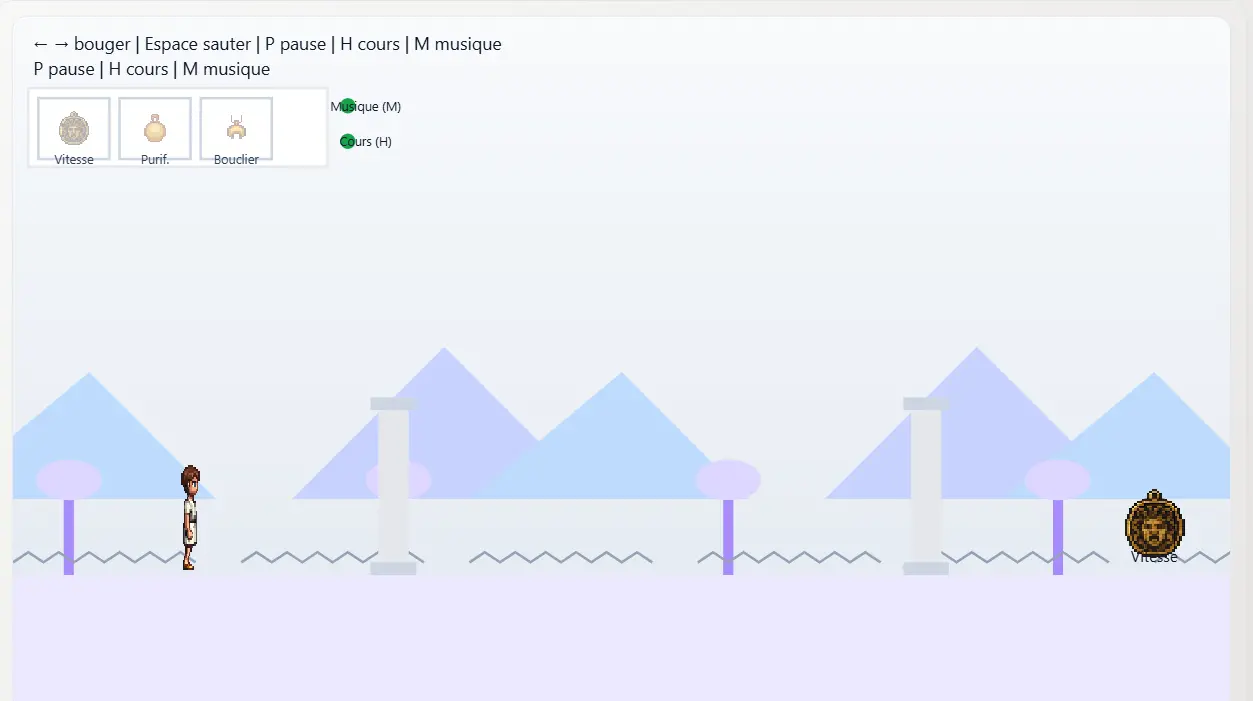 ← → bouger | Espace sauter | P pause | H cours | M musique
P pause | H cours | M musique
Musique (M)
Cours (H)
Vitesse
Purif.
Bouclier
Vitesse